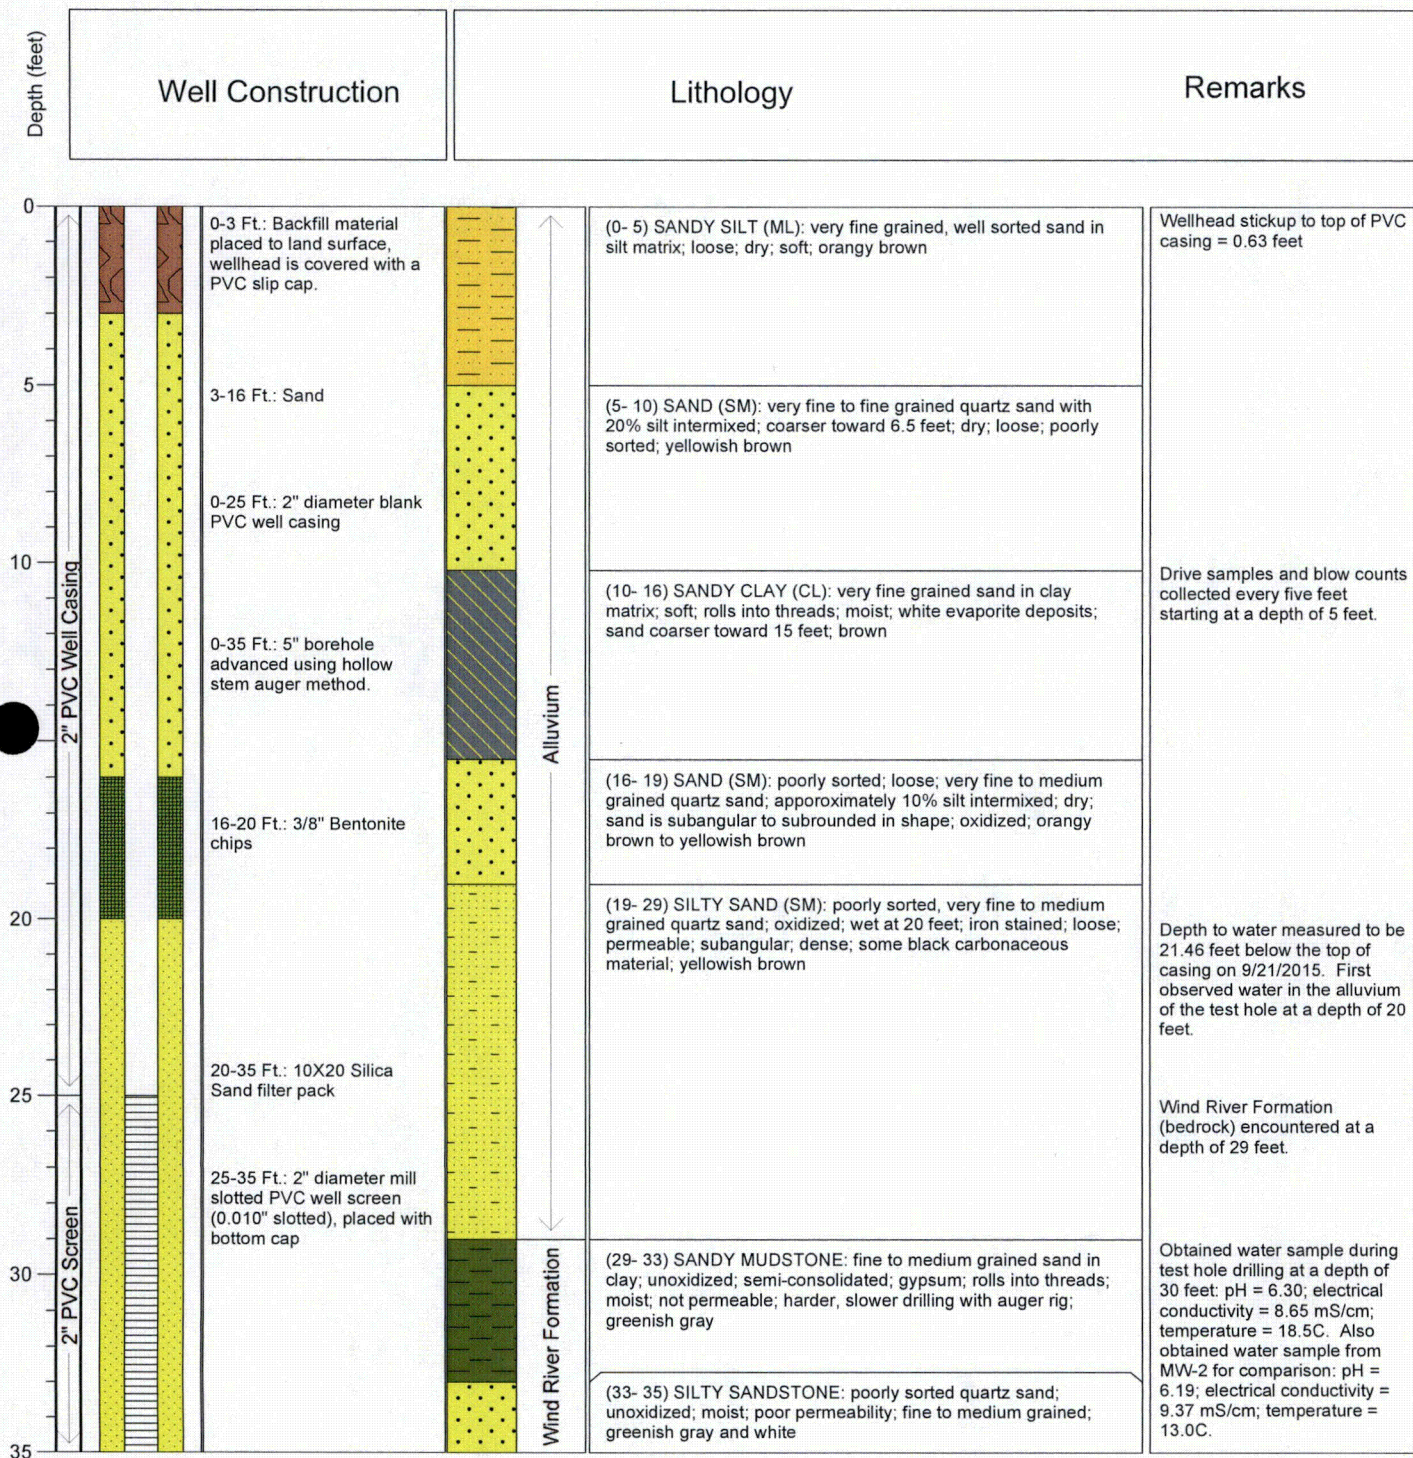 Depth (feet)
Well Construction
Lithology
Remarks
0
5
10
20
25
30
35
2" PVC Well Casing
2" PVC Screen
0-3 Ft.: Backfill material
placed to land surface,
wellhead is covered with a
PVC slip cap.
3-16 Ft.: Sand
0-25 Ft.: 2" diameter blank
PVC well casing
0-35 Ft.: 5" borehole
advanced using hollow
stem auger method.
16-20 Ft.: 3/8" Bentonite
chips
20-35 Ft.: 10X20 Silica
Sand filter pack
25-35 Ft.: 2" diameter mill
slotted PVC well screen
(0.010" slotted), placed with
bottom cap
Alluvium
Wind River Formation
(0- 5) SANDY SILT (ML): very fine grained, well sorted sand in
silt matrix; loose; dry; soft; orangy brown
(5- 10) SAND (SM): very fine to fine grained quartz sand with
20% silt intermixed; coarser toward 6.5 feet; dry; loose; poorly
sorted; yellowish brown
(10- 16) SANDY CLAY (CL): very fine grained sand in clay
matrix; soft; rolls into threads; moist; white evaporite deposits;
sand coarser toward 15 feet; brown
(16- 19) SAND (SM): poorly sorted; loose; very fine to medium
grained quartz sand; apporoximately 10% silt intermixed; dry;
sand is subangular to subrounded in shape; oxidized; orangy
brown to yellowish brown
(19- 29) SILTY SAND (SM): poorly sorted, very fine to medium
grained quartz sand; oxidized; wet at 20 feet; iron stained; loose;
permeable; subangular; dense; some black carbonaceous
material; yellowish brown
(29- 33) SANDY MUDSTONE: fine to medium grained sand in
clay; unoxidized; semi-consolidated; gypsum; rolls into threads;
moist; not permeable; harder, slower drilling with auger rig;
greenish gray
(33- 35) SILTY SANDSTONE: poorly sorted quartz sand;
unoxidized; moist; poor permeability; fine to medium grained;
greenish gray and white
Wellhead stickup to top of PVC
casing = 0.63 feet
Drive samples and blow counts
collected every five feet
starting at a depth of 5 feet.
Depth to water measured to be
21.46 feet below the top of
casing on 9/21/2015. First
observed water in the alluvium
of the test hole at a depth of 20
feet.
Wind River Formation
(bedrock) encountered at a
depth of 29 feet.
Obtained water sample during
test hole drilling at a depth of
30 feet: pH = 6.30; electrical
conductivity = 8.65 mS/cm;
temperature = 18.5C. Also
obtained water sample from
MW-2 for comparison: pH =
6.19; electrical conductivity =
9.37 mS/cm; temperature =
13.0C.